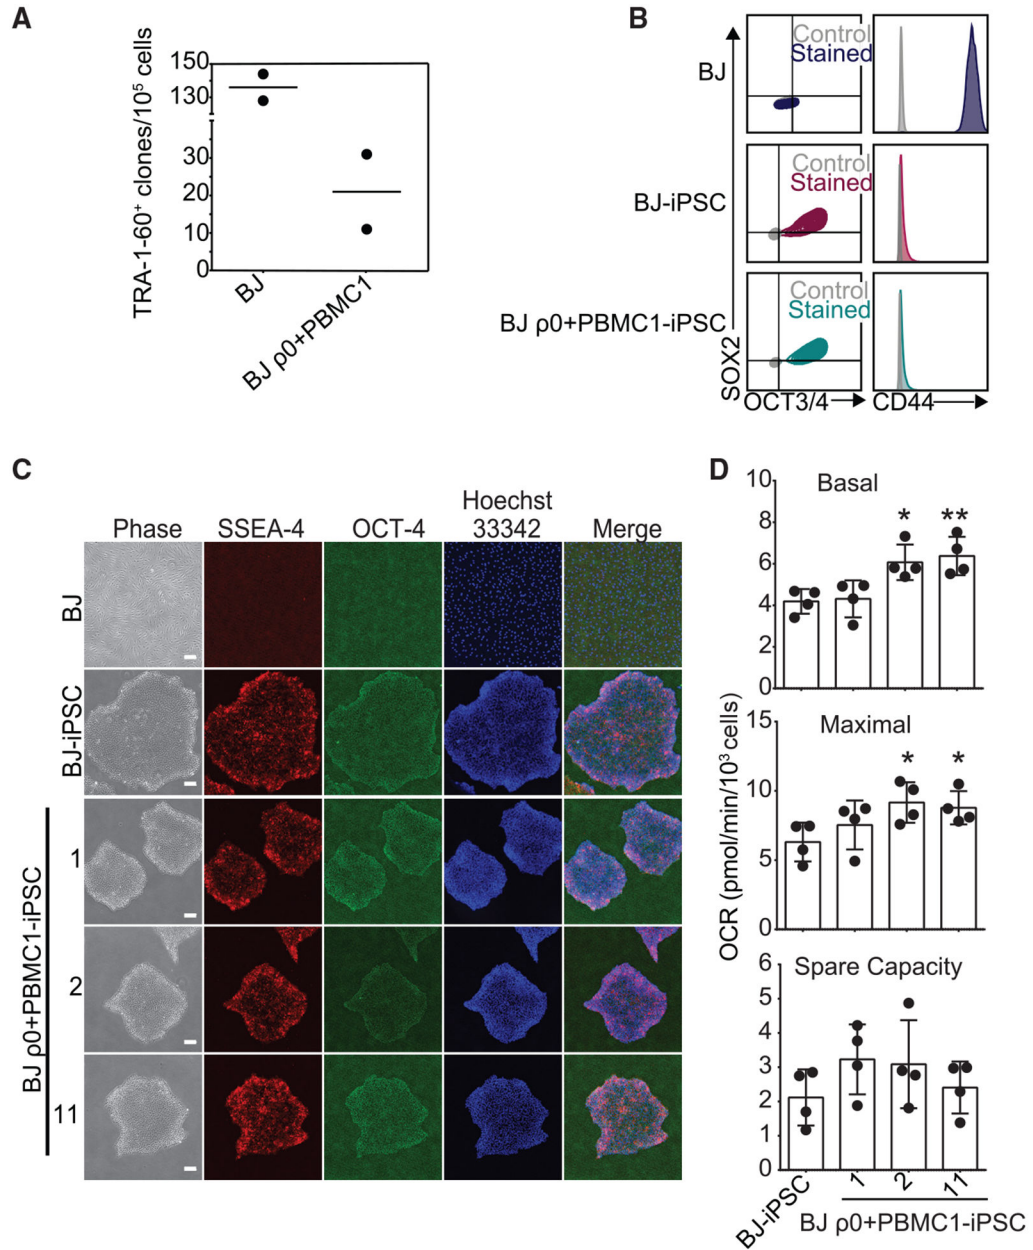 A
TRA-1-60⁺ clones/10⁵ cells
150
130
30
20
10
0
BJ
BJ ρ0+PBMC1
B
BJ
Control
Stained
BJ-iPSC
Control
Stained
BJ ρ0+PBMC1-iPSC
Control
Stained
SOX2
OCT3/4
CD44
C
Phase
SSEA-4
OCT-4
Hoechst
33342
Merge
BJ
BJ-iPSC
BJ ρ0+PBMC1-iPSC
1
2
11
D
OCR (pmol/min/10³ cells)
Basal
10
8
6
4
2
0
*
**
Maximal
15
10
5
0
*
*
Spare Capacity
6
5
4
3
2
1
0
BJ-iPSC
1
2
11
BJ ρ0+PBMC1-iPSC